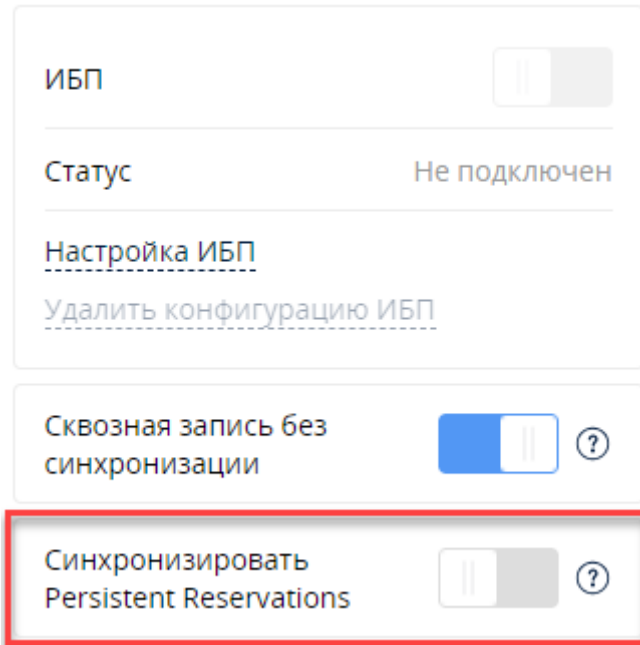 ИБП
Статус Не подключен
Настройка ИБП
Удалить конфигурацию ИБП
Сквозная запись без
синхронизации ?
Синхронизировать
Persistent Reservations ?